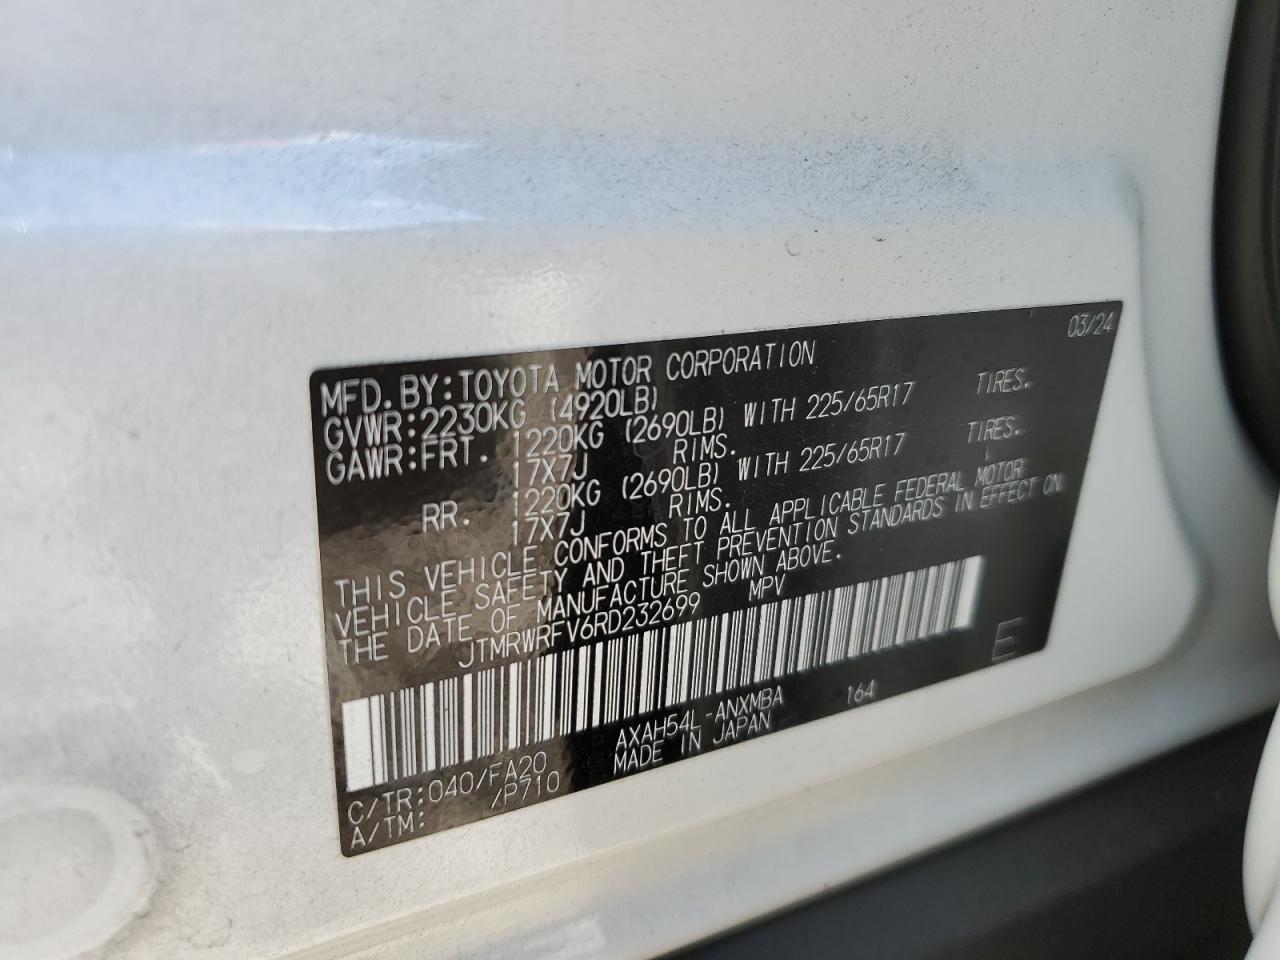 03/24
MFD.BY:TOYOTA MOTOR CORPORATION
GVWR:2230KG (4920LB)
GAWR:FRT. 1220KG (2690LB) WITH 225/65R17 TIRES.
17X7J RIMS.
RR. 1220KG (2690LB) WITH 225/65R17 TIRES.
17X7J RIMS.
THIS VEHICLE CONFORMS TO ALL APPLICABLE FEDERAL MOTOR
VEHICLE SAFETY AND THEFT PREVENTION STANDARDS IN EFFECT ON
THE DATE OF MANUFACTURE SHOWN ABOVE.
JTMRWRFV6RD232699 MPV
E
C/TR:040/FA20 AXAH54L-ANXMBA 164
A/TM: /P710 MADE IN JAPAN